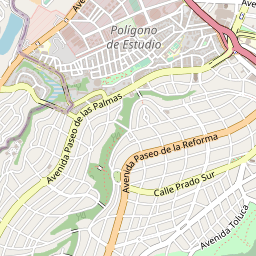 Polígono
de Estudio
Avenida Paseo de las Palmas
Avenida Paseo de la Reforma
Calle Prado Sur
Avenida Toluca